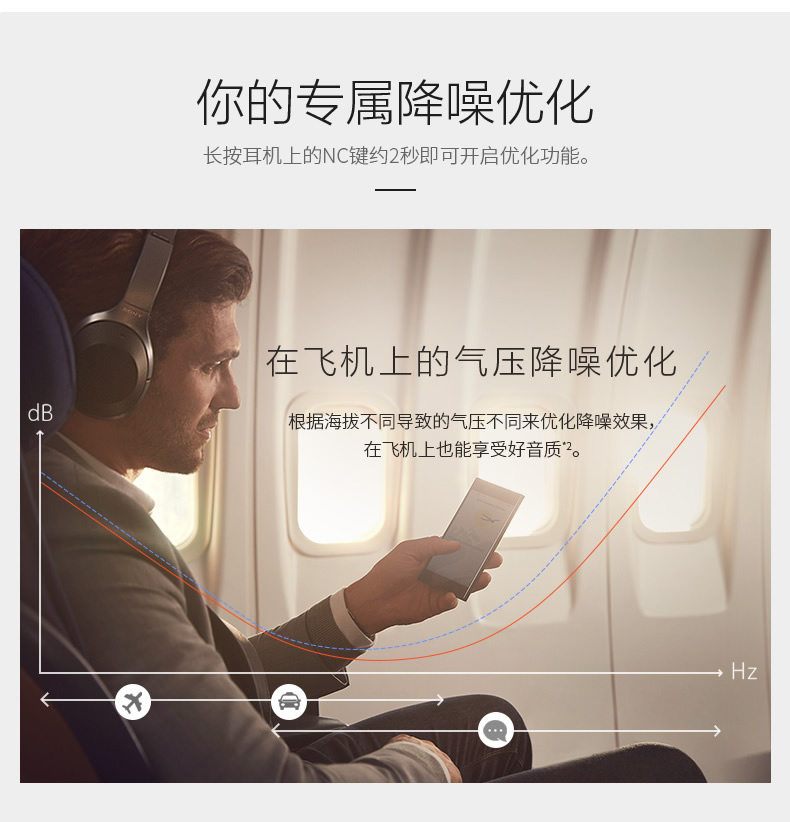 你的专属降噪优化
长按耳机上的NC键约2秒即可开启优化功能。
SONY
在飞机上的气压降噪优化
根据海拔不同导致的气压不同来优化降噪效果，
在飞机上也能享受好音质*2。
dB
Hz